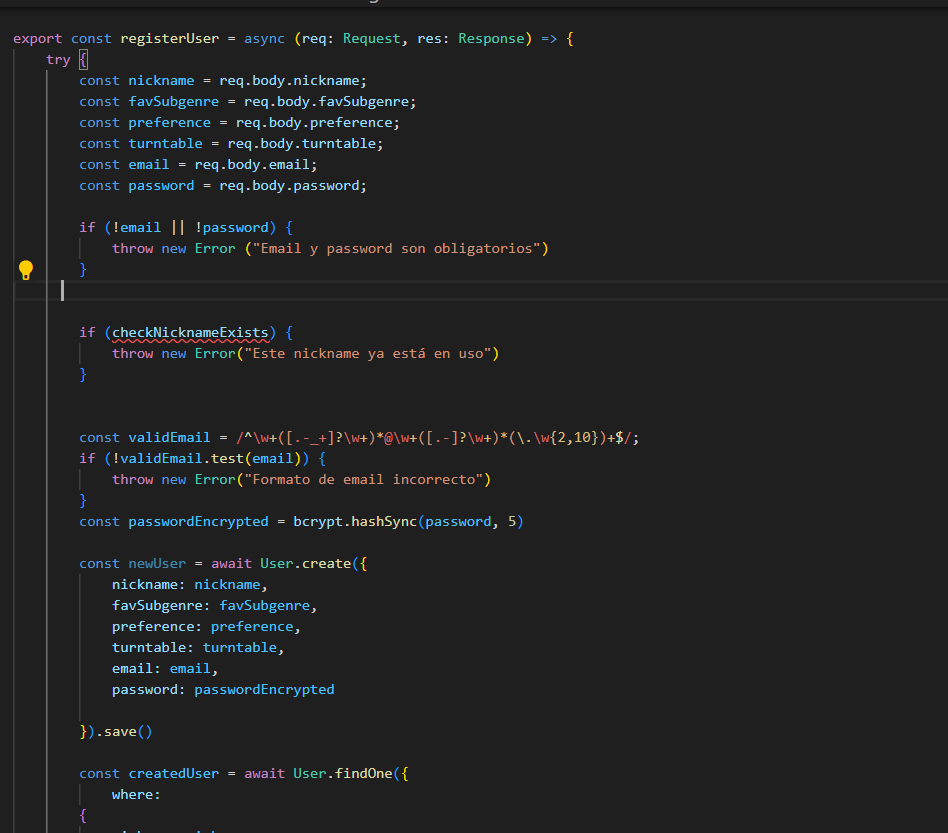 export const registerUser = async (req: Request, res: Response) => {
try {
const nickname = req.body.nickname;
const favSubgenre = req.body.favSubgenre;
const preference = req.body.preference;
const turntable = req.body.turntable;
const email = req.body.email;
const password = req.body.password;
if (!email || !password) {
throw new Error ("Email y password son obligatorios")
}
if (checkNicknameExists) {
throw new Error("Este nickname ya está en uso")
}
const validEmail = /^\w+([.-_+]?\w+)*@\w+([.-]?\w+)*(\.\w{2,10})+$/;
if (!validEmail.test(email)) {
throw new Error("Formato de email incorrecto")
}
const passwordEncrypted = bcrypt.hashSync(password, 5)
const newUser = await User.create({
nickname: nickname,
favSubgenre: favSubgenre,
preference: preference,
turntable: turntable,
email: email,
password: passwordEncrypted
}).save()
const createdUser = await User.findOne({
where:
{